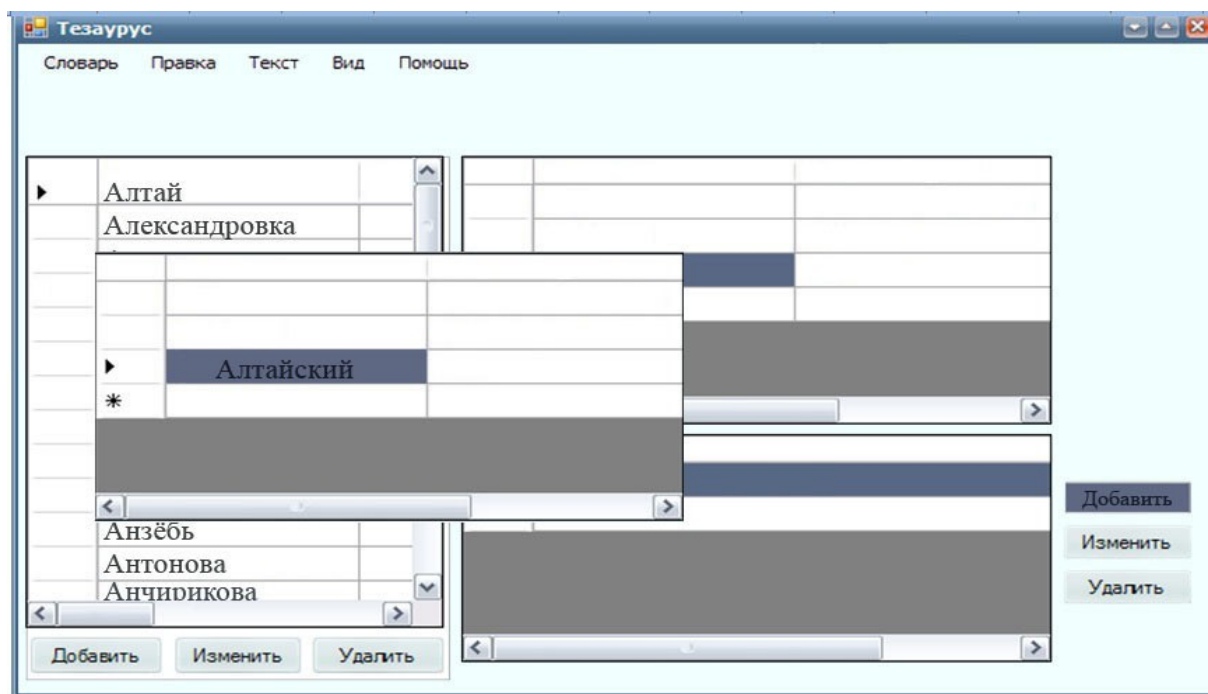 Тезаурус
Словарь Правка Текст Вид Помощь
Алтай
Александровка
Алтайский
Анзёбь
Антонова
Анчирикова
Добавить Изменить Удалить
Добавить
Изменить
Удалить